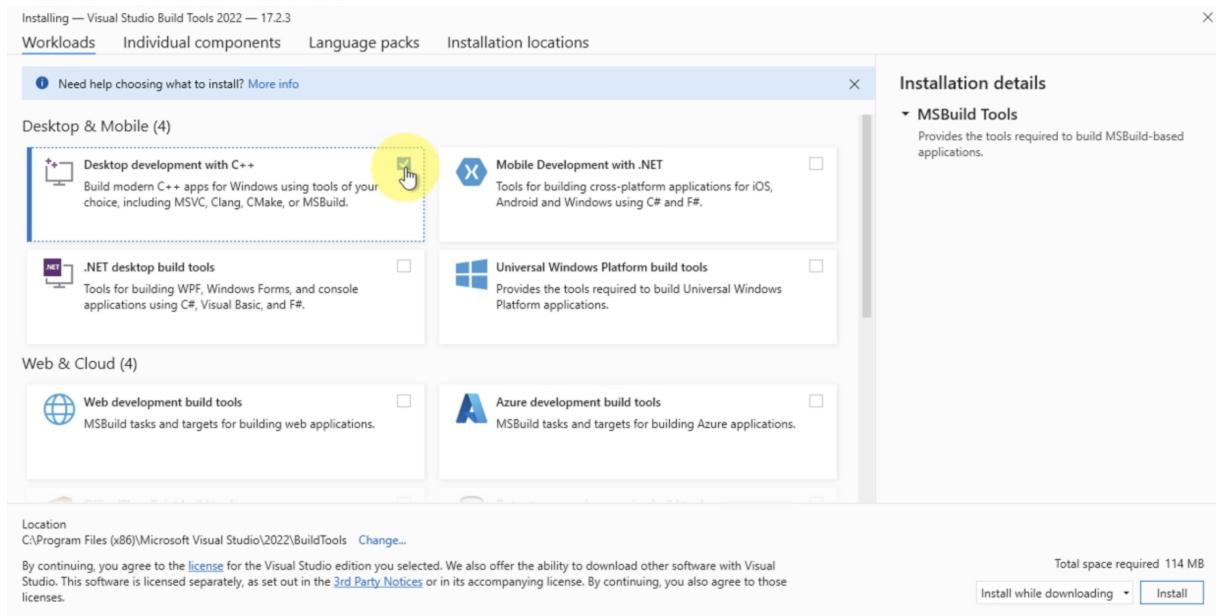 Installing — Visual Studio Build Tools 2022 — 17.2.3
Workloads Individual components Language packs Installation locations
Need help choosing what to install? More info
Desktop & Mobile (4)
Desktop development with C++
Build modern C++ apps for Windows using tools of your
choice, including MSVC, Clang, CMake, or MSBuild.
Mobile Development with .NET
Tools for building cross-platform applications for iOS,
Android and Windows using C# and F#.
.NET
.NET desktop build tools
Tools for building WPF, Windows Forms, and console
applications using C#, Visual Basic, and F#.
Universal Windows Platform build tools
Provides the tools required to build Universal Windows
Platform applications.
Web & Cloud (4)
Web development build tools
MSBuild tasks and targets for building web applications.
Azure development build tools
MSBuild tasks and targets for building Azure applications.
Installation details
MSBuild Tools
Provides the tools required to build MSBuild-based
applications.
Location
C:\Program Files (x86)\Microsoft Visual Studio\2022\BuildTools Change...
By continuing, you agree to the license for the Visual Studio edition you selected. We also offer the ability to download other software with Visual
Studio. This software is licensed separately, as set out in the 3rd Party Notices or in its accompanying license. By continuing, you also agree to those
licenses.
Total space required 114 MB
Install while downloading Install